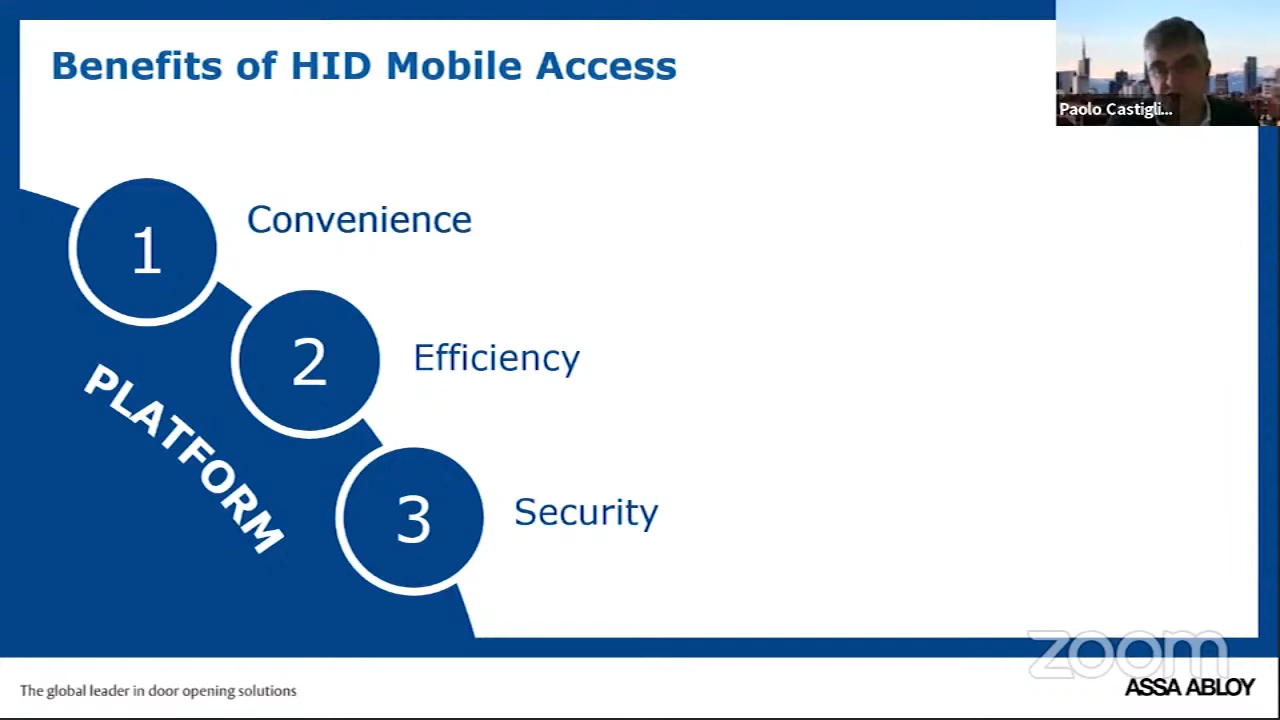 Benefits of HID Mobile Access
Paolo Castigli...
1
Convenience
2
Efficiency
PLATFORM
3
Security
zoom
The global leader in door opening solutions
ASSA ABLOY